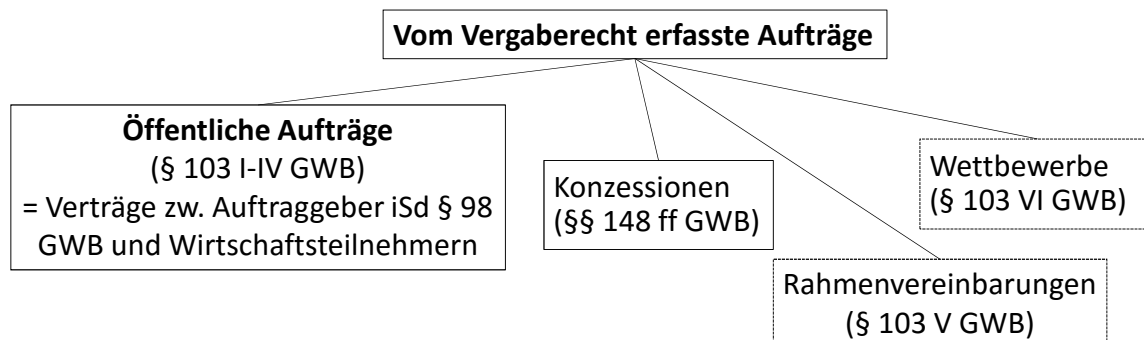 Vom Vergaberecht erfasste Aufträge
Öffentliche Aufträge
(§ 103 I-IV GWB)
= Verträge zw. Auftraggeber iSd § 98
GWB und Wirtschaftsteilnehmern
Konzessionen
(§§ 148 ff GWB)
Wettbewerbe
(§ 103 VI GWB)
Rahmenvereinbarungen
(§ 103 V GWB)